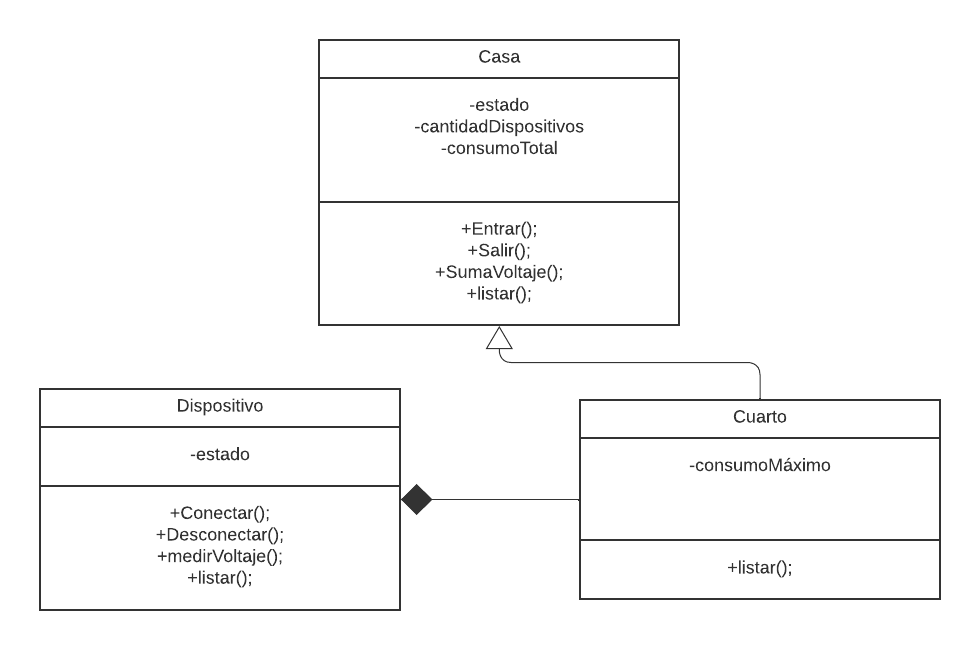 Casa
-estado
-cantidadDispositivos
-consumoTotal
+Entrar();
+Salir();
+SumaVoltaje();
+listar();
Dispositivo
-estado
+Conectar();
+Desconectar();
+medirVoltaje();
+listar();
Cuarto
-consumoMáximo
+listar();